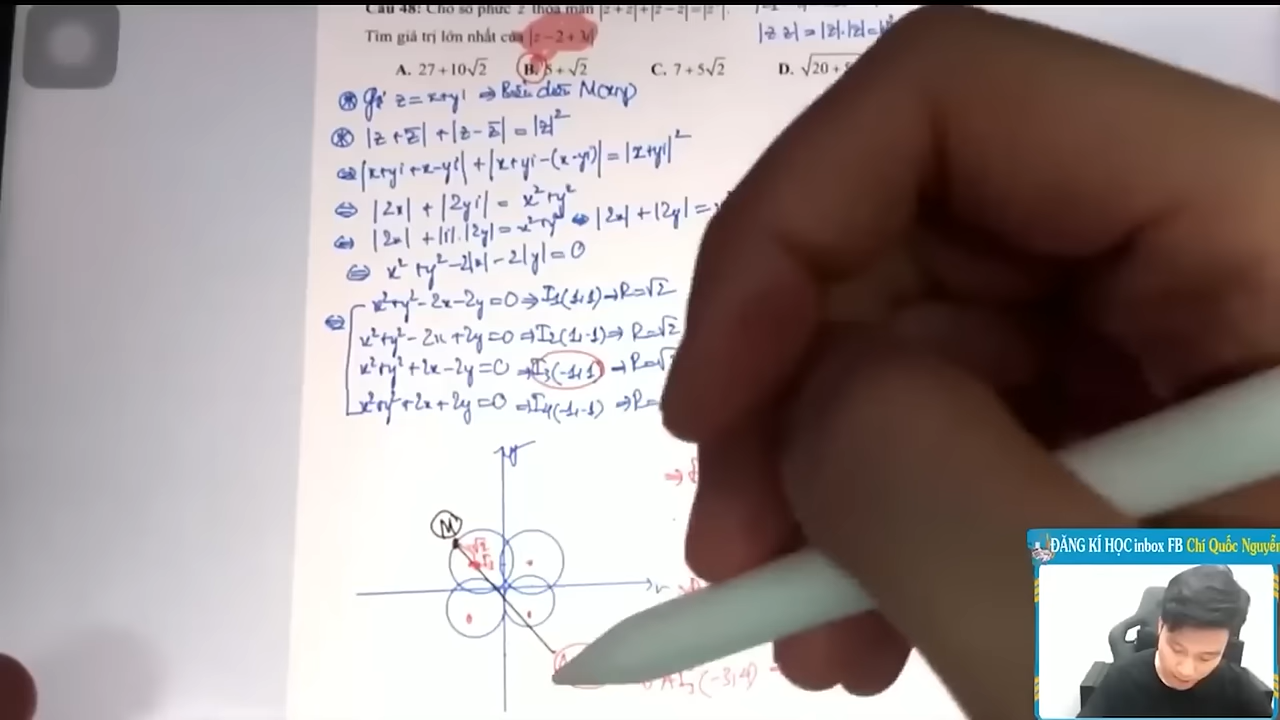 Câu 48: Cho số phức z thỏa mãn |z + z̄| + |z − z̄| = |z²|.
|z z| = |z|.|z| =
Tìm giá trị lớn nhất của |z − 2 + 3i|
A. 27 + 10√2 B. 5 + √2 C. 7 + 5√2 D. √20 +
Gọi z = x+yi ⇒ Biểu diễn M(x,y)
|z + z̄| + |z − z̄| = |z|²
⇔ |x+yi + x−yi| + |x+yi − (x−yi)| = |x+yi|²
⇔ |2x| + |2yi| = x² + y²
⇔ |2x| + |i|.|2y| = x² + y² ⇔ |2x| + |2y| =
⇔ x² + y² − 2|x| − 2|y| = 0
⇔ x² + y² − 2x − 2y = 0 ⇒ I₁(1,1) → R = √2
x² + y² − 2x + 2y = 0 ⇒ I₂(1,−1) ⇒ R = √2
x² + y² + 2x − 2y = 0 ⇒ I₃(−1,1) → R = √
x² + y² + 2x + 2y = 0 ⇒ I₄(−1,−1) ⇒ R =
y
M
√2
I₃
AI₃(−3,4)
ĐĂNG KÍ HỌC inbox FB Chí Quốc Nguyễn